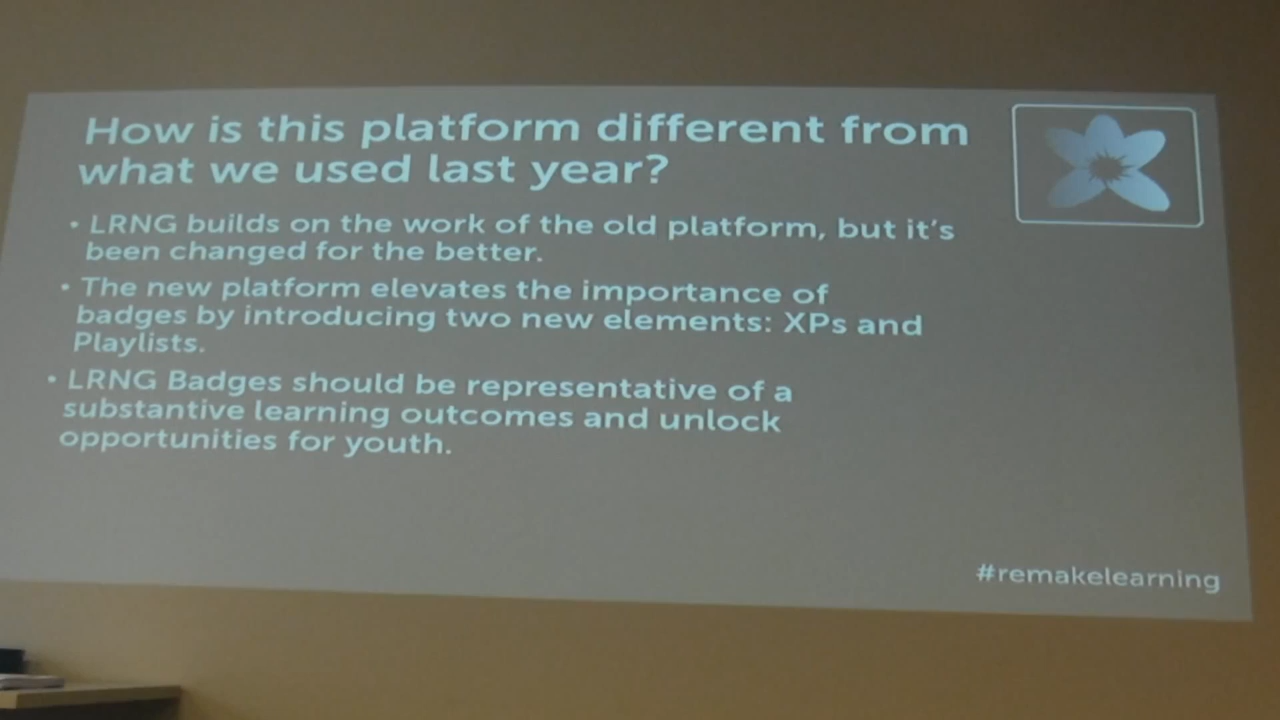 How is this platform different from
what we used last year?
• LRNG builds on the work of the old platform, but it's
been changed for the better.
• The new platform elevates the importance of
badges by introducing two new elements: XPs and
Playlists.
• LRNG Badges should be representative of a
substantive learning outcomes and unlock
opportunities for youth.
#remakelearning